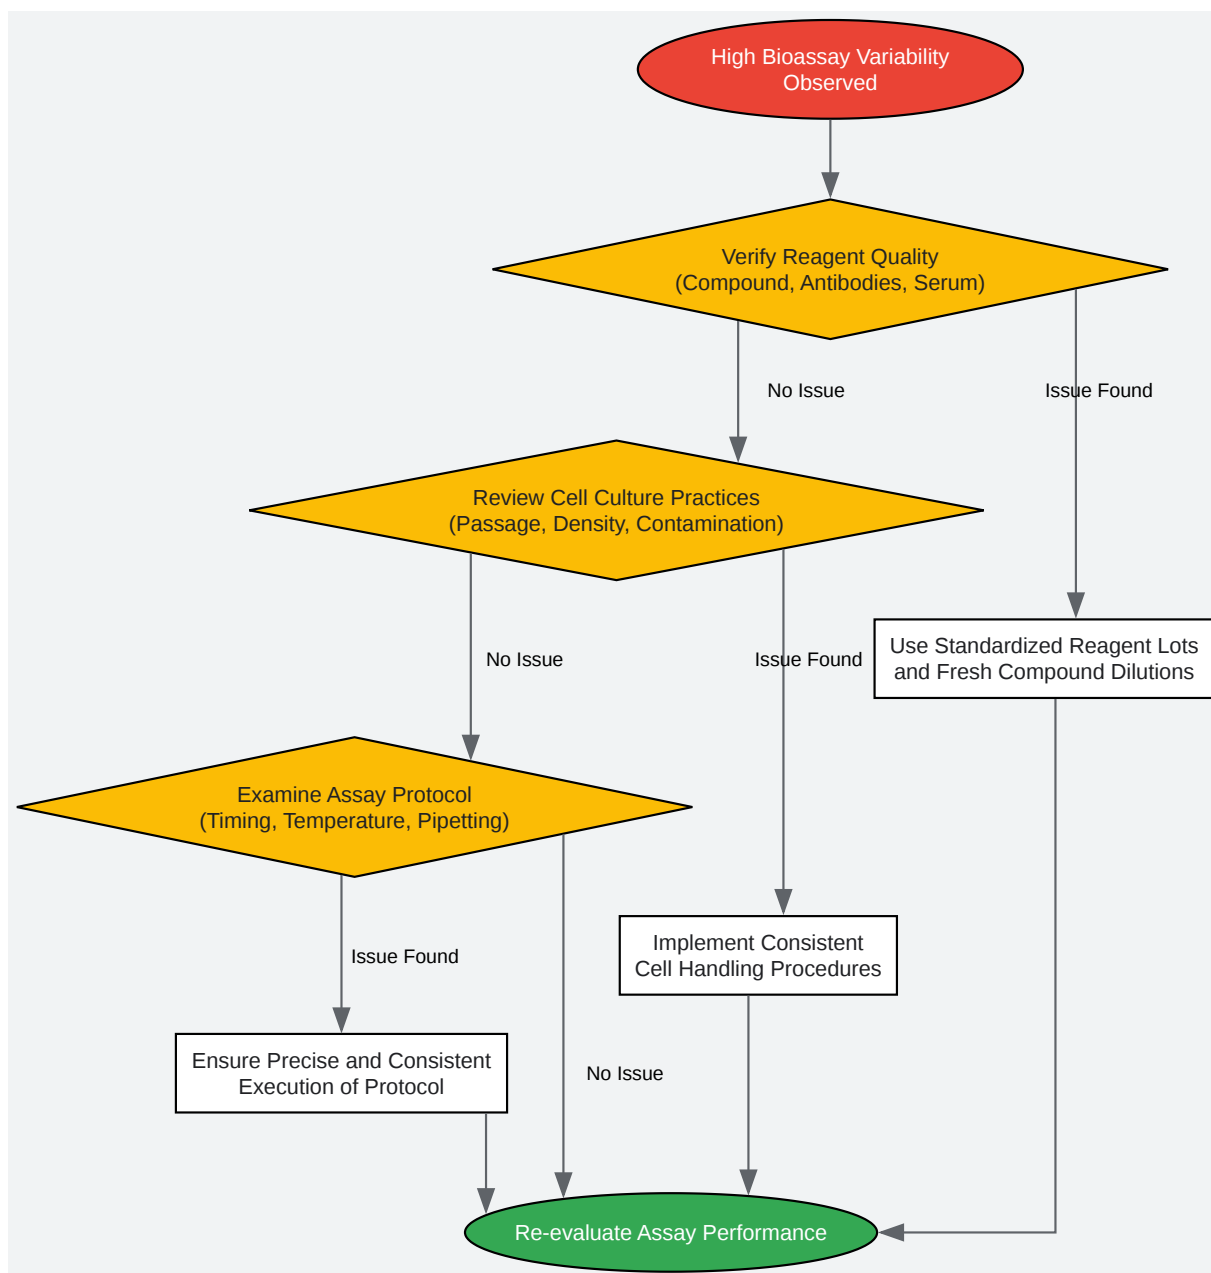 High Bioassay Variability
Observed
Verify Reagent Quality
(Compound, Antibodies, Serum)
No Issue
Issue Found
Review Cell Culture Practices
(Passage, Density, Contamination)
No Issue
Issue Found
Use Standardized Reagent Lots
and Fresh Compound Dilutions
Examine Assay Protocol
(Timing, Temperature, Pipetting)
Issue Found
Implement Consistent
Cell Handling Procedures
Ensure Precise and Consistent
Execution of Protocol
No Issue
Re-evaluate Assay Performance